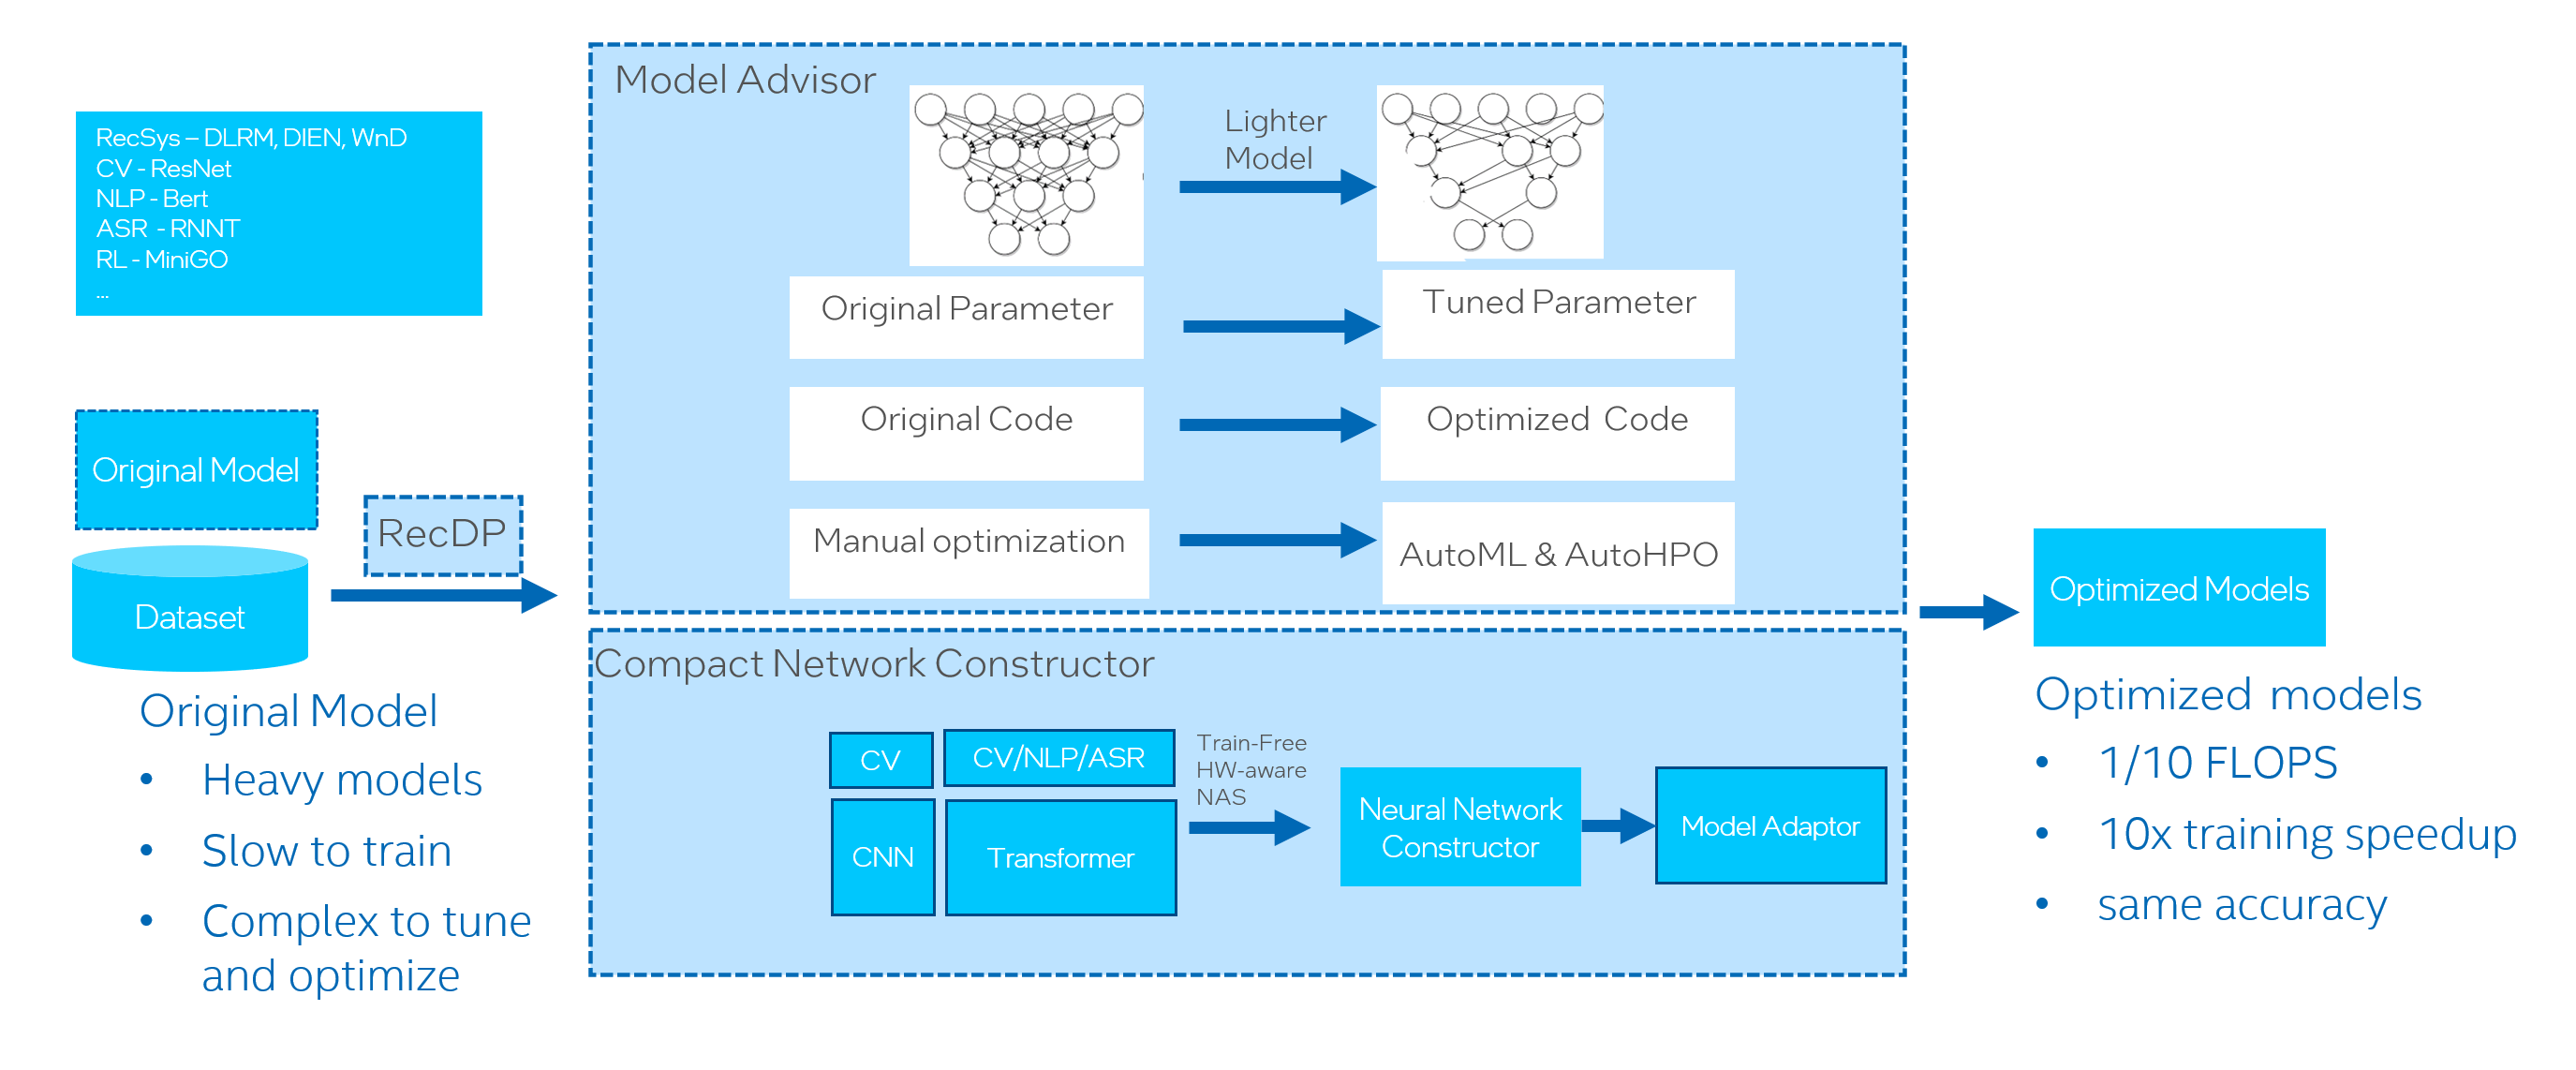 RecSys – DLRM, DIEN, WnD
CV - ResNet
NLP - Bert
ASR - RNNT
RL - MiniGO
...
Original Model
Dataset
RecDP
Original Model
• Heavy models
• Slow to train
• Complex to tune
and optimize
Model Advisor
Lighter
Model
Original Parameter
Tuned Parameter
Original Code
Optimized Code
Manual optimization
AutoML & AutoHPO
Compact Network Constructor
CV
CV/NLP/ASR
CNN
Transformer
Train-Free
HW-aware
NAS
Neural Network
Constructor
Model Adaptor
Optimized Models
Optimized models
• 1/10 FLOPS
• 10x training speedup
• same accuracy